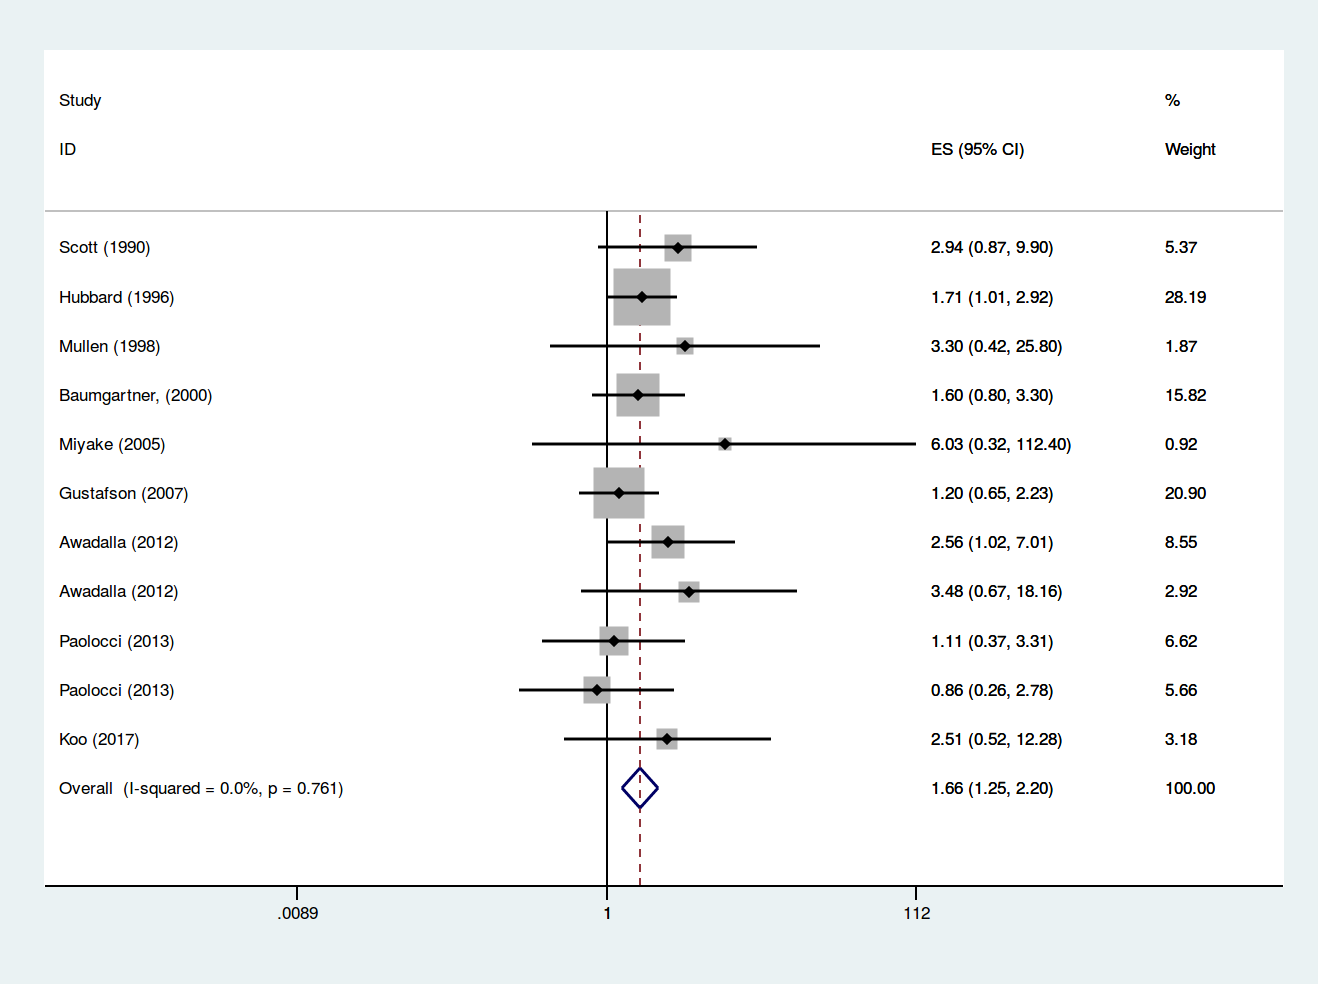 Study %
ID ES (95% CI) Weight
Scott (1990) 2.94 (0.87, 9.90) 5.37
Hubbard (1996) 1.71 (1.01, 2.92) 28.19
Mullen (1998) 3.30 (0.42, 25.80) 1.87
Baumgartner, (2000) 1.60 (0.80, 3.30) 15.82
Miyake (2005) 6.03 (0.32, 112.40) 0.92
Gustafson (2007) 1.20 (0.65, 2.23) 20.90
Awadalla (2012) 2.56 (1.02, 7.01) 8.55
Awadalla (2012) 3.48 (0.67, 18.16) 2.92
Paolocci (2013) 1.11 (0.37, 3.31) 6.62
Paolocci (2013) 0.86 (0.26, 2.78) 5.66
Koo (2017) 2.51 (0.52, 12.28) 3.18
Overall (I-squared = 0.0%, p = 0.761) 1.66 (1.25, 2.20) 100.00
.0089 1 112